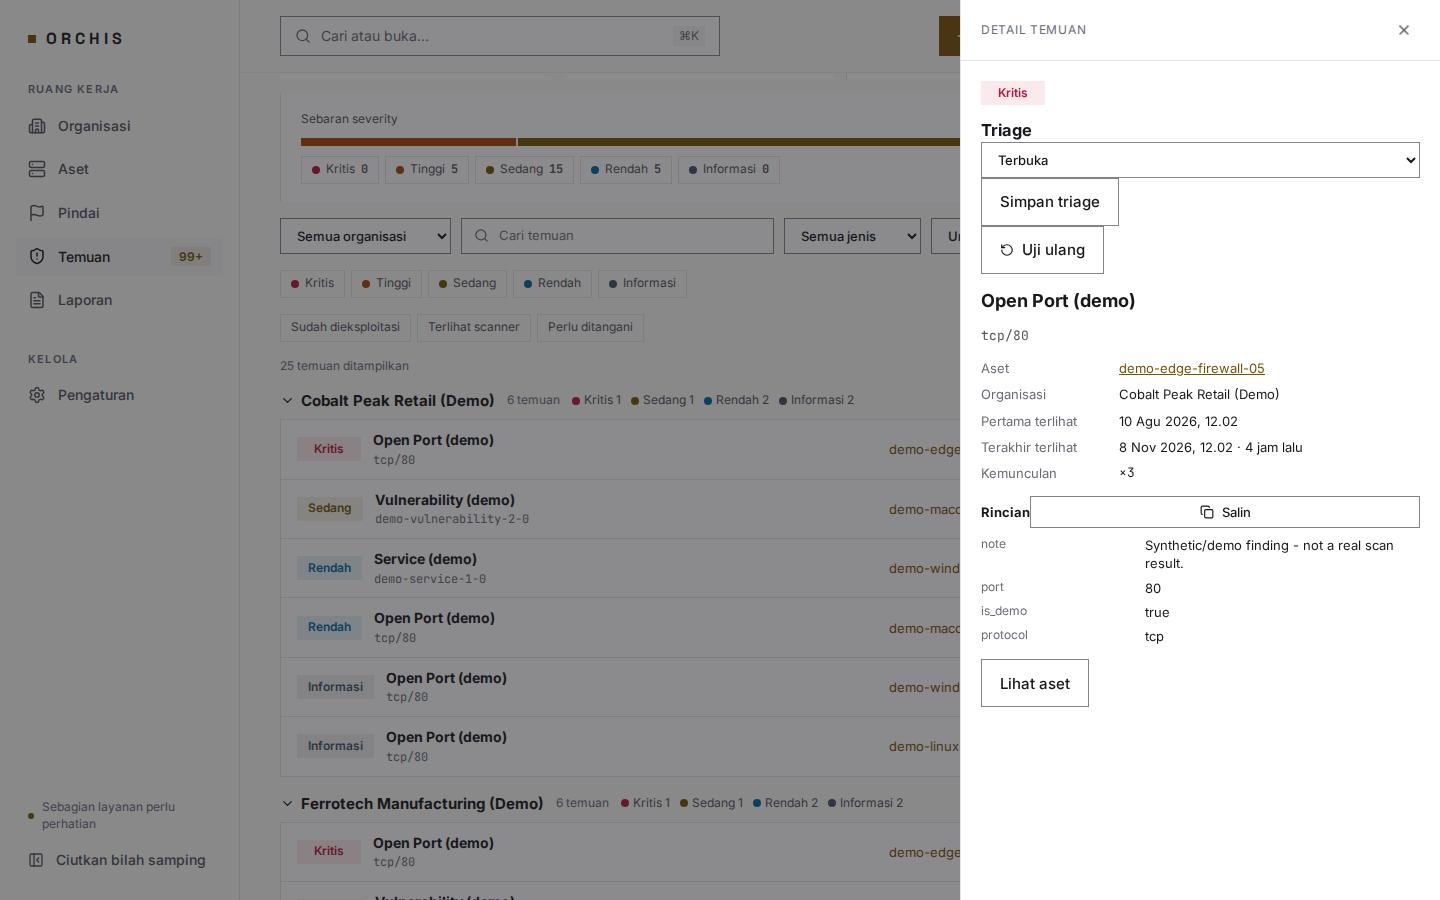 ORCHIS
RUANG KERJA
Organisasi
Aset
Pindai
Temuan 99+
Laporan
KELOLA
Pengaturan
Sebagian layanan perlu
perhatian
Ciutkan bilah samping
Cari atau buka... ⌘K
Sebaran severity
Kritis 0 Tinggi 5 Sedang 15 Rendah 5 Informasi 0
Semua organisasi Cari temuan Semua jenis
Kritis Tinggi Sedang Rendah Informasi
Sudah dieksploitasi Terlihat scanner Perlu ditangani
25 temuan ditampilkan
Cobalt Peak Retail (Demo) 6 temuan Kritis 1 Sedang 1 Rendah 2 Informasi 2
Kritis Open Port (demo)
tcp/80
Sedang Vulnerability (demo)
demo-vulnerability-2-0
Rendah Service (demo)
demo-service-1-0
Rendah Open Port (demo)
tcp/80
Informasi Open Port (demo)
tcp/80
Informasi Open Port (demo)
tcp/80
Ferrotech Manufacturing (Demo) 6 temuan Kritis 1 Sedang 1 Rendah 2 Informasi 2
Kritis Open Port (demo)
tcp/80
DETAIL TEMUAN
Kritis
Triage
Terbuka
Simpan triage
Uji ulang
Open Port (demo)
tcp/80
Aset demo-edge-firewall-05
Organisasi Cobalt Peak Retail (Demo)
Pertama terlihat 10 Agu 2026, 12.02
Terakhir terlihat 8 Nov 2026, 12.02 · 4 jam lalu
Kemunculan ×3
Rincian Salin
note Synthetic/demo finding - not a real scan
result.
port 80
is_demo true
protocol tcp
Lihat aset